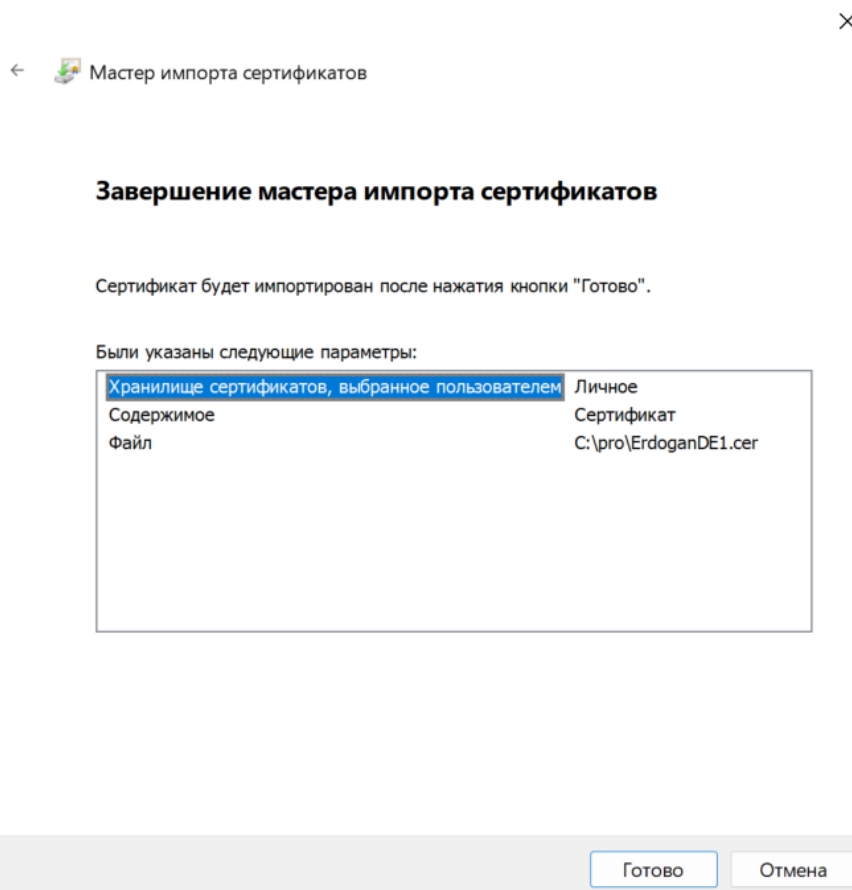 Мастер импорта сертификатов
Завершение мастера импорта сертификатов
Сертификат будет импортирован после нажатия кнопки "Готово".
Были указаны следующие параметры:
Хранилище сертификатов, выбранное пользователем Личное
Содержимое Сертификат
Файл C:\pro\ErdoganDE1.cer
Готово Отмена